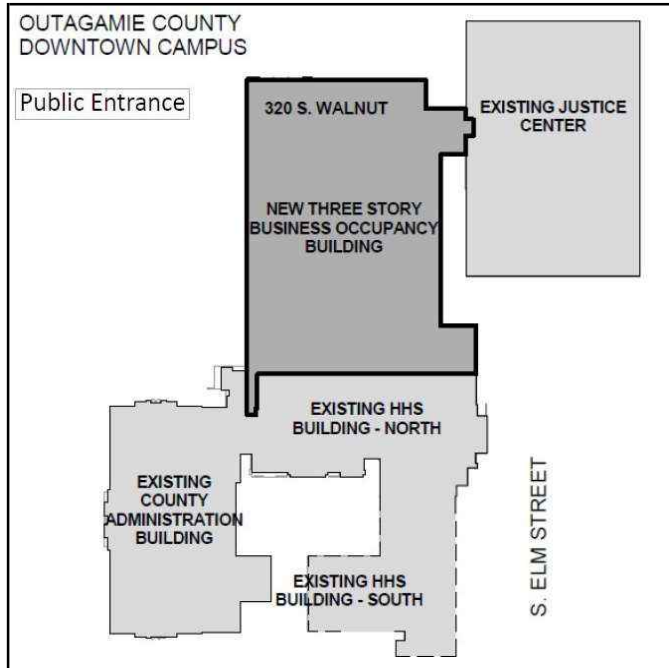 OUTAGAMIE COUNTY
DOWNTOWN CAMPUS
Public Entrance
320 S. WALNUT
EXISTING JUSTICE
CENTER
NEW THREE STORY
BUSINESS OCCUPANCY
BUILDING
EXISTING HHS
BUILDING - NORTH
EXISTING
COUNTY
ADMINISTRATION
BUILDING
EXISTING HHS
BUILDING - SOUTH
S. ELM STREET